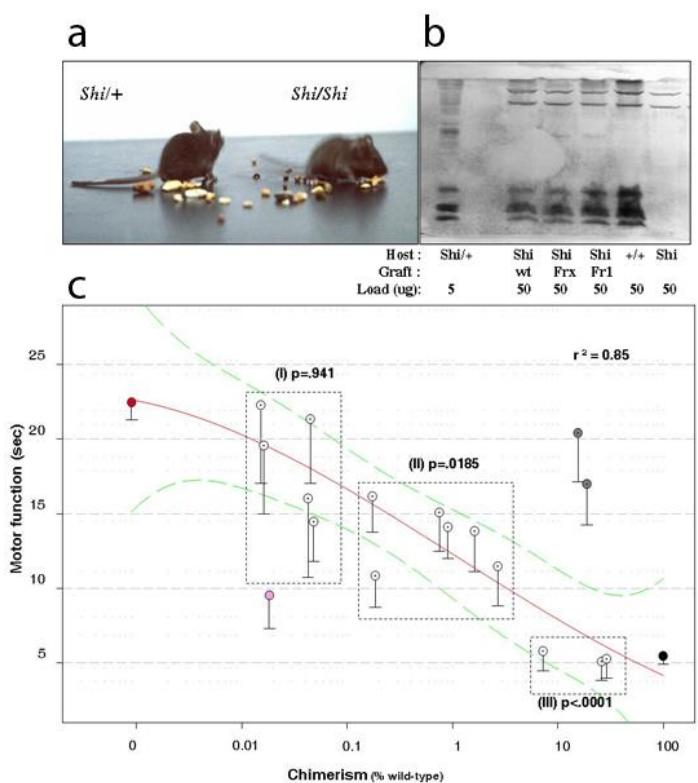 a
b
Shi/+
Shi/Shi
Host : Shi/+ Shi Shi Shi +/+ Shi
Graft : wt Frx Fr1
Load (ug): 5 50 50 50 50 50
c
25
20
15
10
5
Motor function (sec)
r² = 0.85
(I) p=.941
(II) p=.0185
(III) p<.0001
0 0.01 0.1 1 10 100
Chimerism (% wild-type)